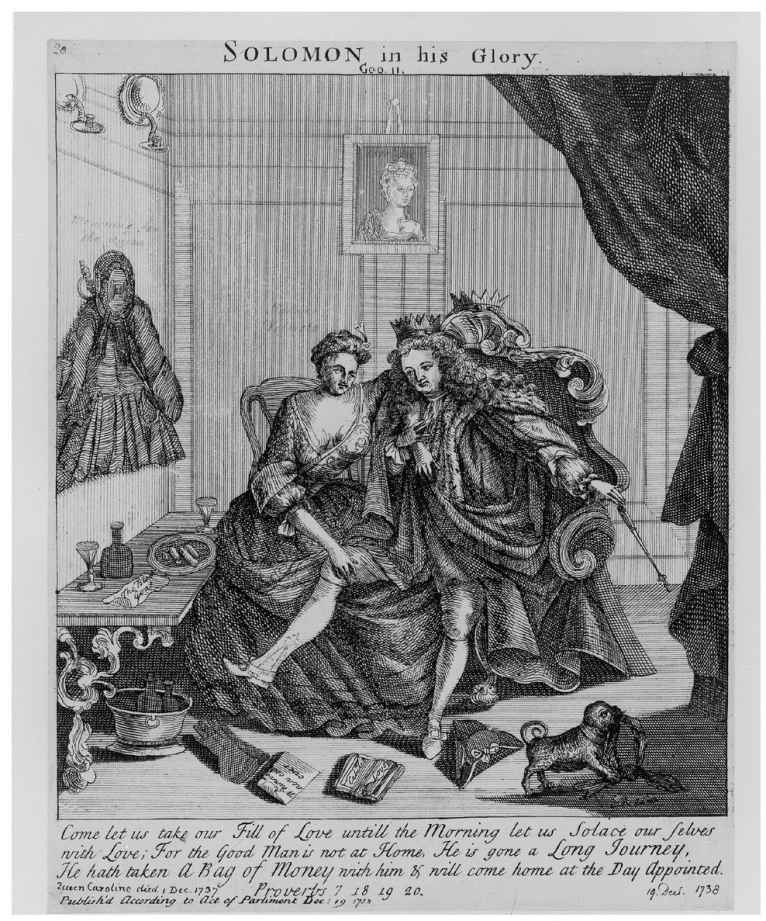 20
SOLOMON in his Glory.
Geo. II.
Come let us take our Fill of Love untill the Morning let us Solace our selves
with Love; For the Good Man is not at Home, He is gone a Long Journey,
He hath taken A Bag of Money with him & will come home at the Day Appointed.
Queen Caroline died 1 Dec. 1737
Proverbs 7 18 19 20.
19 Dec. 1738
Publish'd According to Act of Parliment Dec: 19 1738